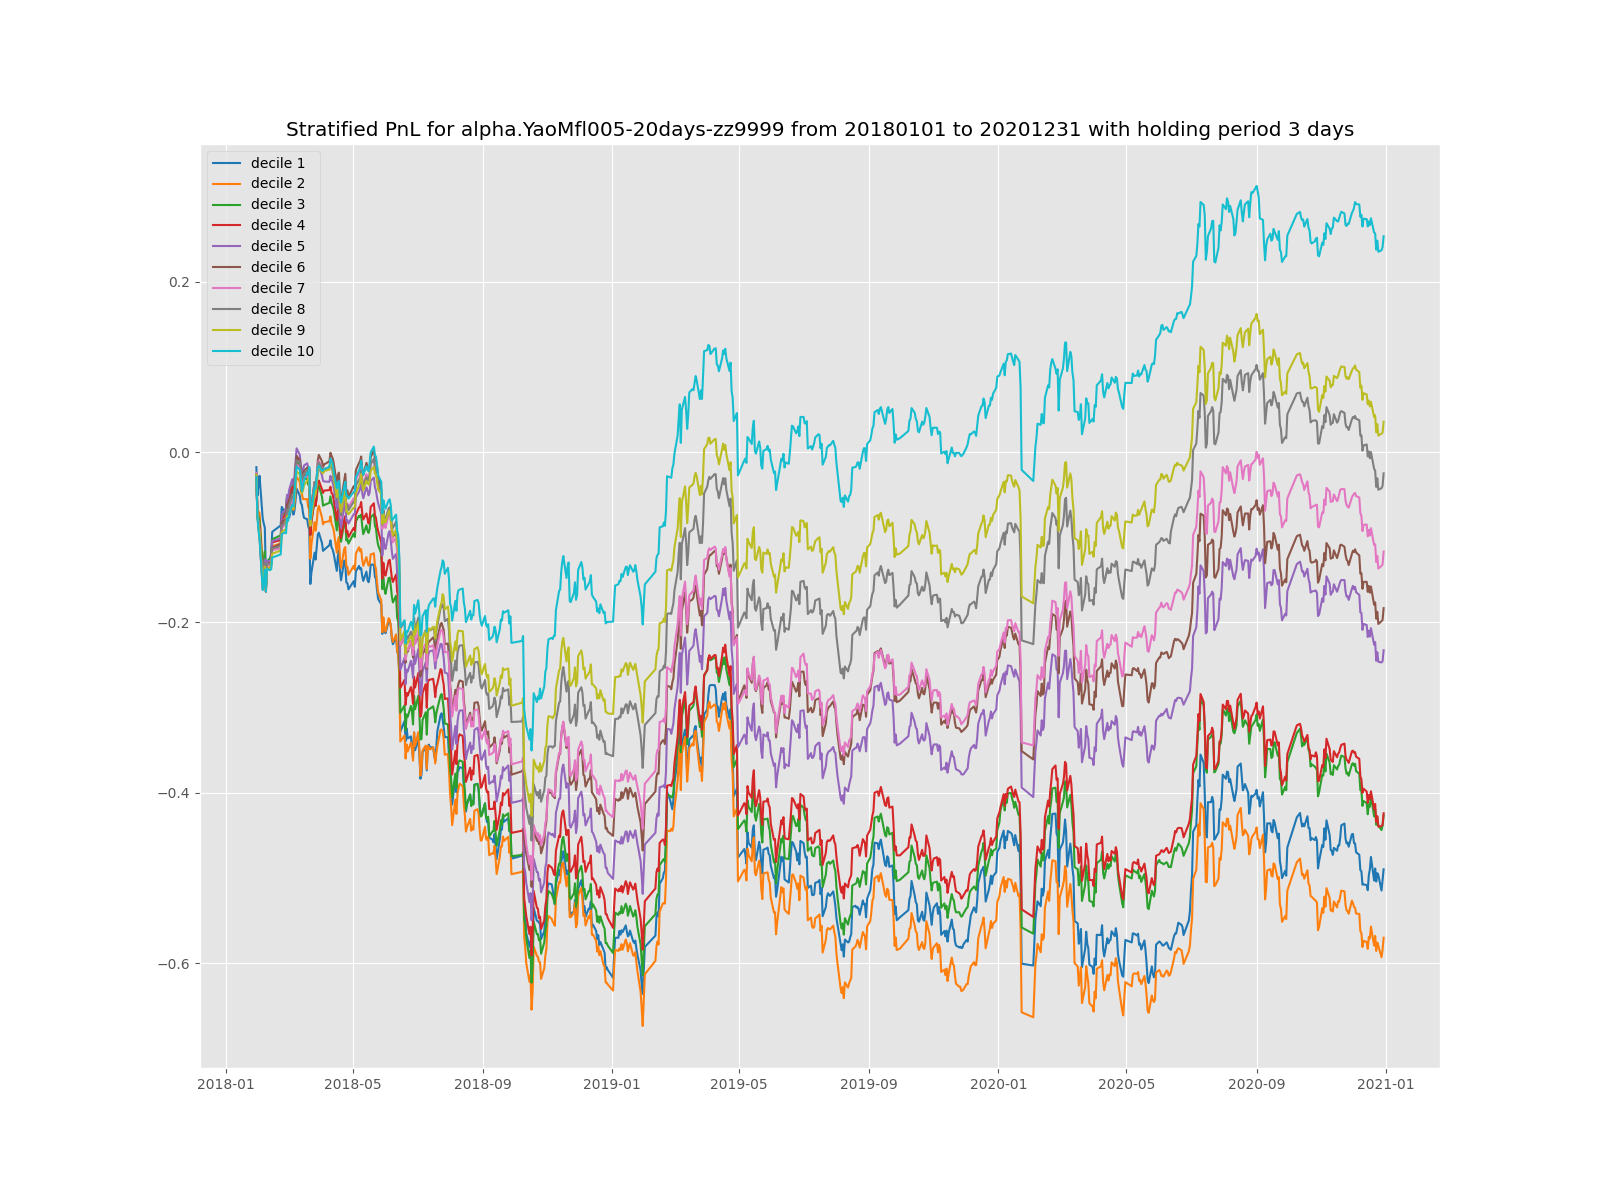 Stratified PnL for alpha.YaoMfl005-20days-zz9999 from 20180101 to 20201231 with holding period 3 days
decile 1
decile 2
decile 3
decile 4
decile 5
decile 6
decile 7
decile 8
decile 9
decile 10
0.2
0.0
−0.2
−0.4
−0.6
2018-01 2018-05 2018-09 2019-01 2019-05 2019-09 2020-01 2020-05 2020-09 2021-01